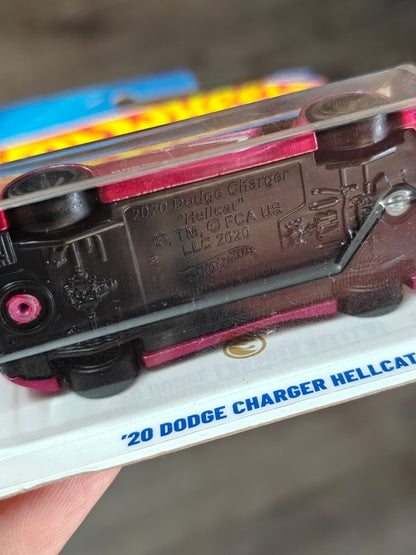 2020 Dodge Charger
"Hellcat"
©, TM, © FCA US
LLC 2020
'20 DODGE CHARGER HELLCAT